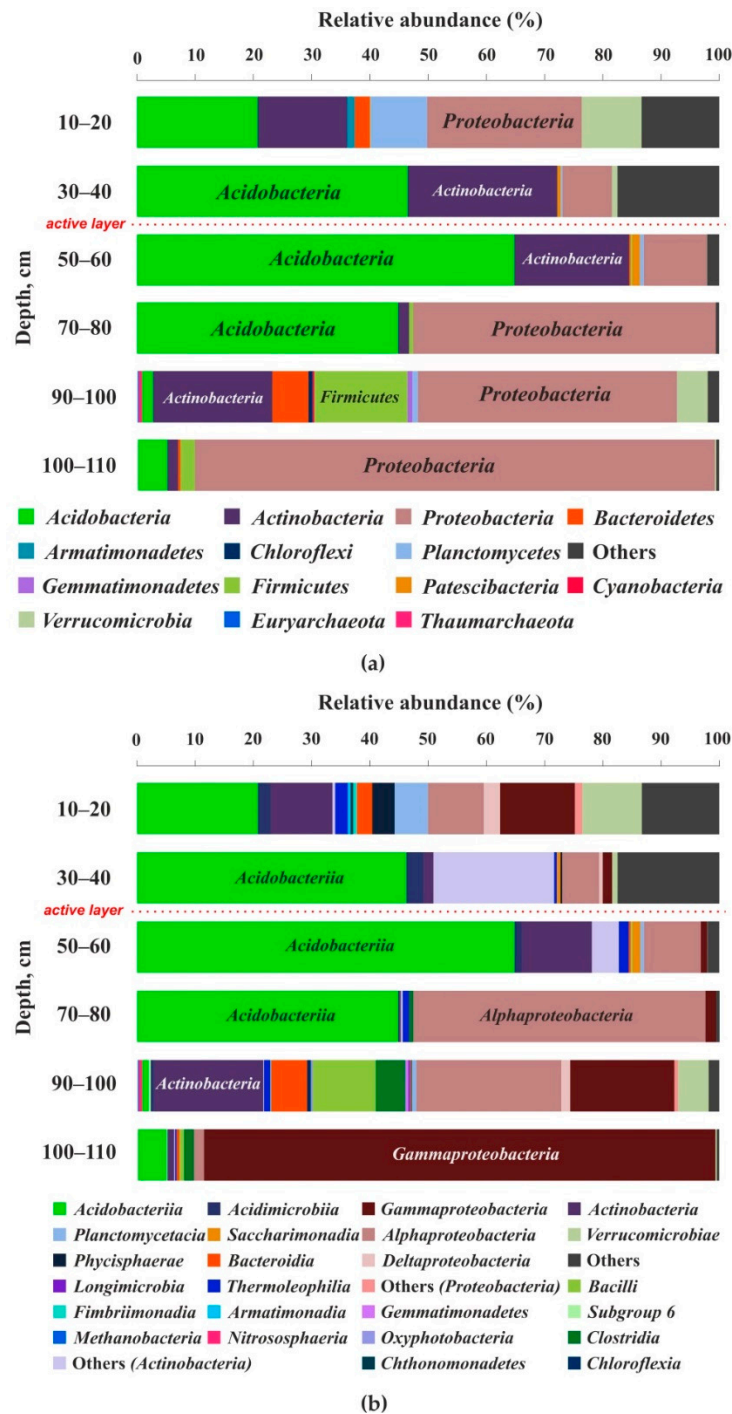 Relative abundance (%)
0 10 20 30 40 50 60 70 80 90 100
Depth, cm
10–20
Proteobacteria
30–40
Acidobacteria Actinobacteria
active layer
50–60
Acidobacteria Actinobacteria
70–80
Acidobacteria Proteobacteria
90–100
Actinobacteria Firmicutes Proteobacteria
100–110
Proteobacteria
Acidobacteria Actinobacteria Proteobacteria Bacteroidetes
Armatimonadetes Chloroflexi Planctomycetes Others
Gemmatimonadetes Firmicutes Patescibacteria Cyanobacteria
Verrucomicrobia Euryarchaeota Thaumarchaeota
(a)
Relative abundance (%)
0 10 20 30 40 50 60 70 80 90 100
Depth, cm
10–20
30–40
Acidobacteriia
active layer
50–60
Acidobacteriia
70–80
Acidobacteriia Alphaproteobacteria
90–100
Actinobacteria
100–110
Gammaproteobacteria
Acidobacteriia Acidimicrobiia Gammaproteobacteria Actinobacteria
Planctomycetacia Saccharimonadia Alphaproteobacteria Verrucomicrobiae
Phycisphaerae Bacteroidia Deltaproteobacteria Others
Longimicrobia Thermoleophilia Others (Proteobacteria) Bacilli
Fimbriimonadia Armatimonadia Gemmatimonadetes Subgroup 6
Methanobacteria Nitrososphaeria Oxyphotobacteria Clostridia
Others (Actinobacteria) Chthonomonadetes Chloroflexia
(b)